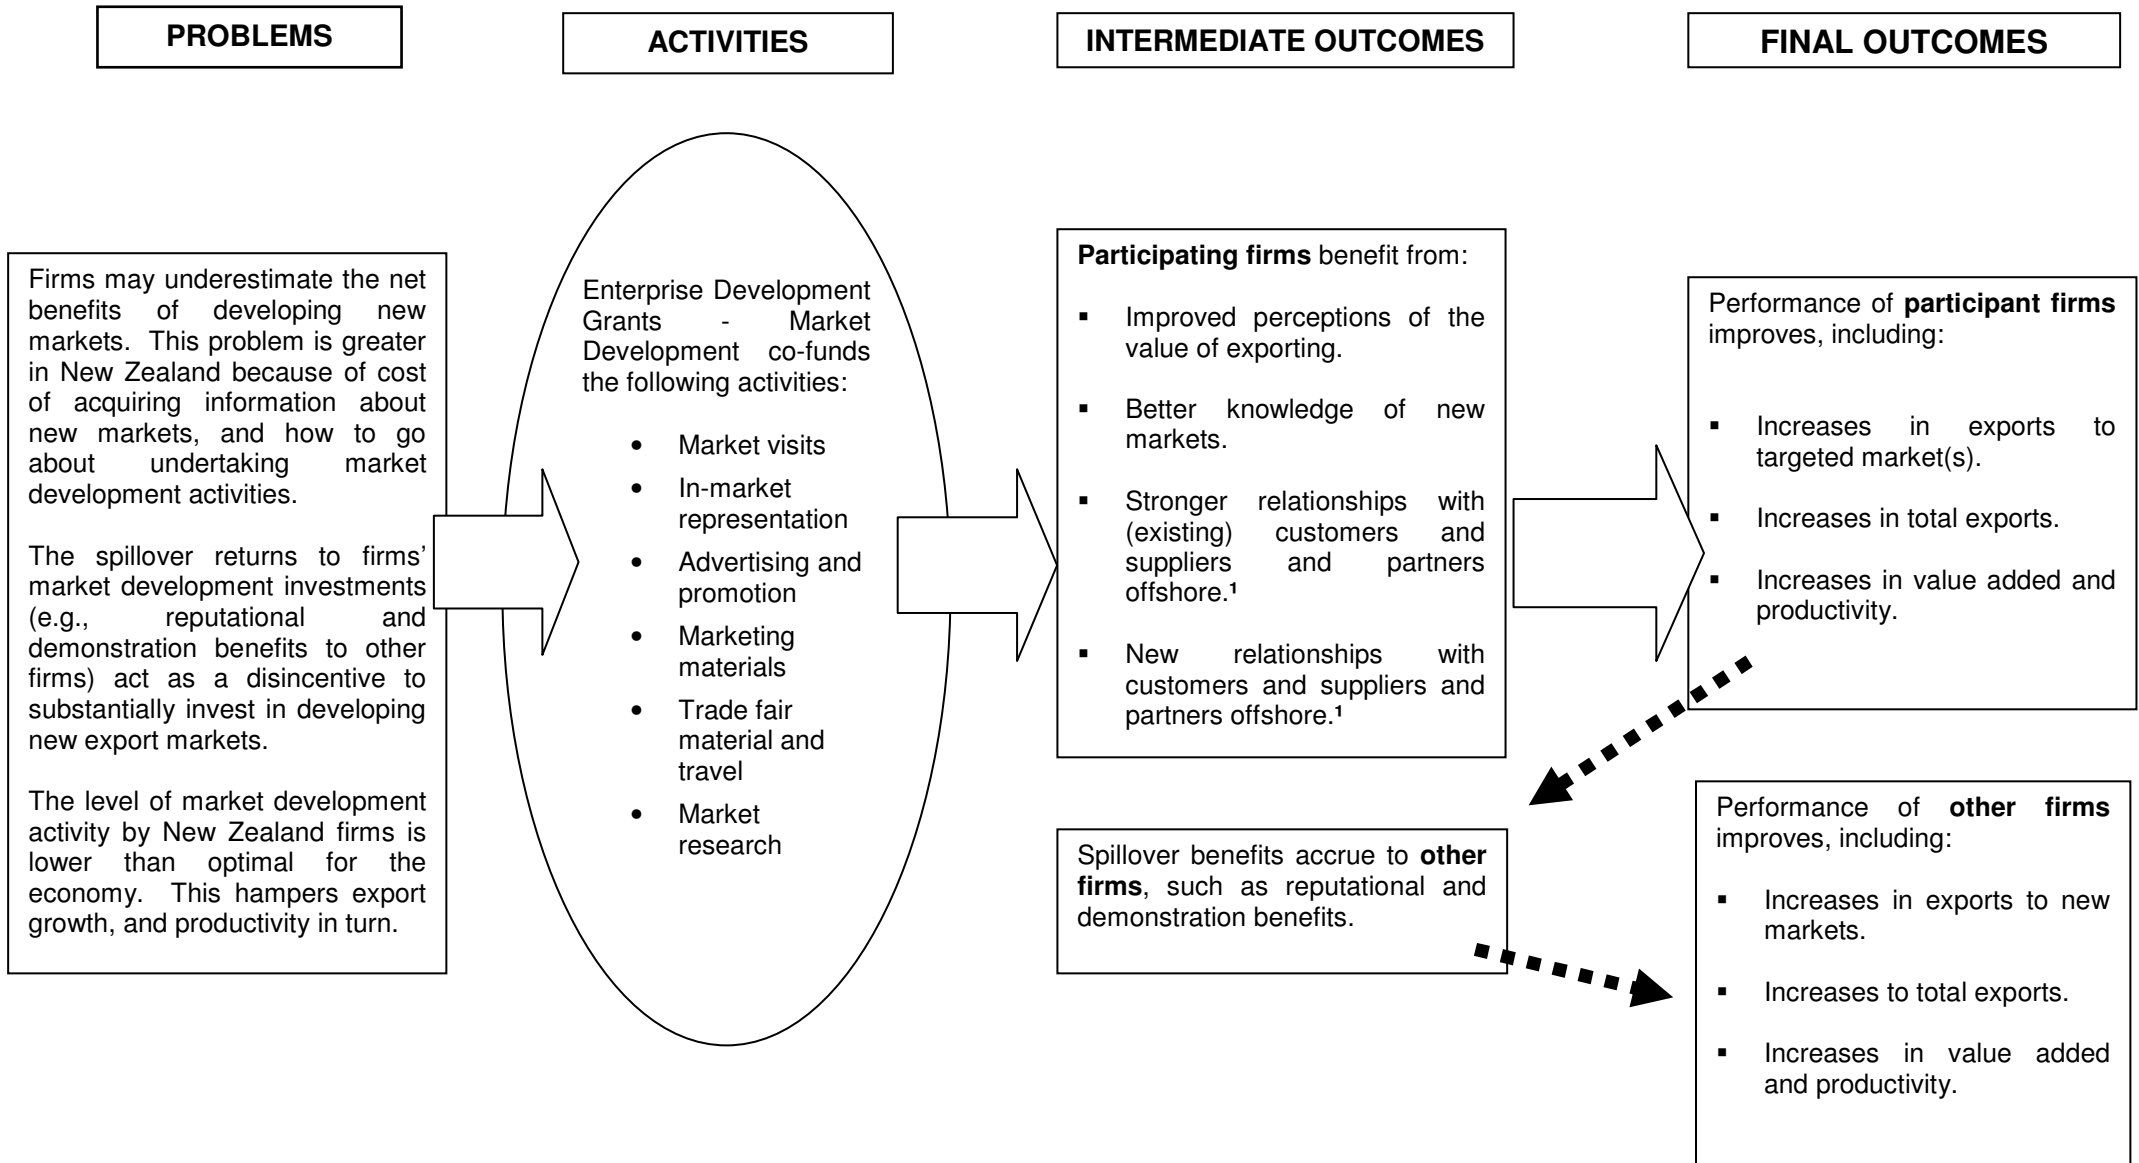 PROBLEMS
ACTIVITIES
INTERMEDIATE OUTCOMES
FINAL OUTCOMES
Firms may underestimate the net
benefits of developing new
markets. This problem is greater
in New Zealand because of cost
of acquiring information about
new markets, and how to go
about undertaking market
development activities.
The spillover returns to firms’
market development investments
(e.g., reputational and
demonstration benefits to other
firms) act as a disincentive to
substantially invest in developing
new export markets.
The level of market development
activity by New Zealand firms is
lower than optimal for the
economy. This hampers export
growth, and productivity in turn.
Enterprise Development
Grants - Market
Development co-funds
the following activities:
• Market visits
• In-market
representation
• Advertising and
promotion
• Marketing
materials
• Trade fair
material and
travel
• Market
research
Participating firms benefit from:
▪ Improved perceptions of the
value of exporting.
▪ Better knowledge of new
markets.
▪ Stronger relationships with
(existing) customers and
suppliers and partners
offshore.¹
▪ New relationships with
customers and suppliers and
partners offshore.¹
Spillover benefits accrue to other
firms, such as reputational and
demonstration benefits.
Performance of participant firms
improves, including:
▪ Increases in exports to
targeted market(s).
▪ Increases in total exports.
▪ Increases in value added and
productivity.
Performance of other firms
improves, including:
▪ Increases in exports to new
markets.
▪ Increases to total exports.
▪ Increases in value added
and productivity.